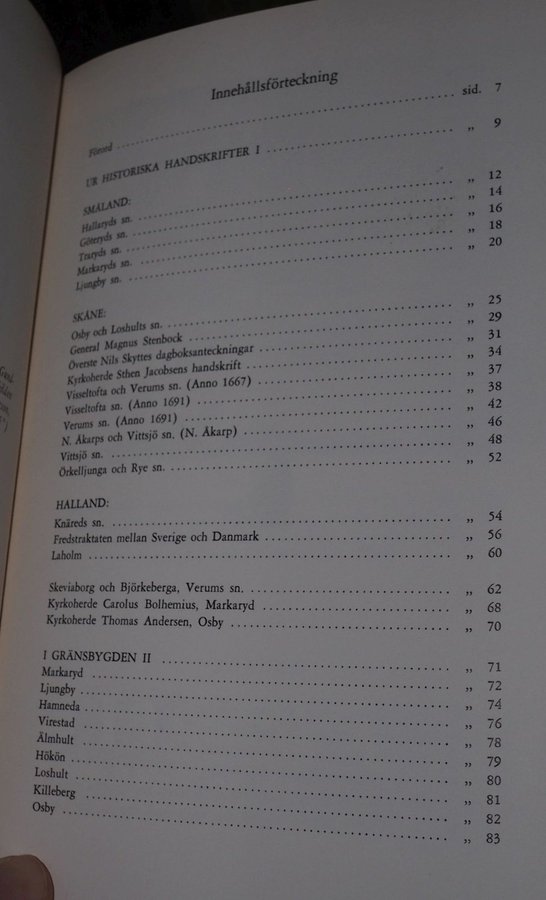 Innehållsförteckning
Förord ........ sid. 7
UR HISTORISKA HANDSKRIFTER I ........ „ 9
SMÅLAND:
Hallaryds sn. ........ „ 12
Göteryds sn. ........ „ 14
Traryds sn. ........ „ 16
Markaryds sn. ........ „ 18
Ljungby sn. ........ „ 20
SKÅNE:
Osby och Loshults sn. ........ „ 25
General Magnus Stenbock ........ „ 29
Överste Nils Skyttes dagboksanteckningar ........ „ 31
Kyrkoherde Sthen Jacobsens handskrift ........ „ 34
Visseltofta och Verums sn. (Anno 1667) ........ „ 37
Visseltofta sn. (Anno 1691) ........ „ 38
Verums sn. (Anno 1691) ........ „ 42
N. Åkarps och Vittsjö sn. (N. Åkarp) ........ „ 46
Vittsjö sn. ........ „ 48
Örkelljunga och Rye sn. ........ „ 52
HALLAND:
Knäreds sn. ........ „ 54
Fredstraktaten mellan Sverige och Danmark ........ „ 56
Laholm ........ „ 60
Skeviaborg och Björkeberga, Verums sn. ........ „ 62
Kyrkoherde Carolus Bolhemius, Markaryd ........ „ 68
Kyrkoherde Thomas Andersen, Osby ........ „ 70
I GRÄNSBYGDEN II ........ „ 71
Markaryd ........ „ 72
Ljungby ........ „ 74
Hamneda ........ „ 76
Virestad ........ „ 78
Älmhult ........ „ 79
Hökön ........ „ 80
Loshult ........ „ 81
Killeberg ........ „ 82
Osby ........ „ 83